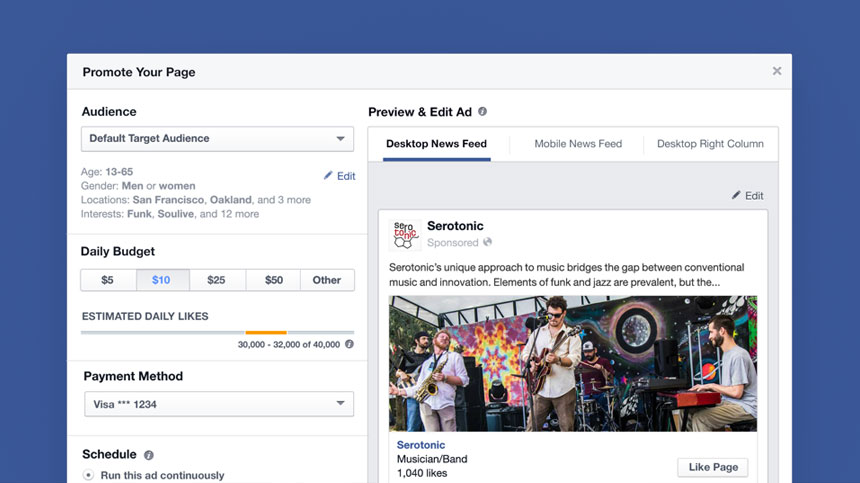 Promote Your Page
×
Audience
Default Target Audience
Age: 13-65
Gender: Men or women
Edit
Locations: San Francisco, Oakland, and 3 more
Interests: Funk, Soulive, and 12 more
Daily Budget
$5 $10 $25 $50 Other
ESTIMATED DAILY LIKES
30,000 - 32,000 of 40,000
Payment Method
Visa *** 1234
Schedule
Run this ad continuously
Preview & Edit Ad
Desktop News Feed Mobile News Feed Desktop Right Column
Edit
sero
tonic
Serotonic
Sponsored
Serotonic's unique approach to music bridges the gap between conventional
music and innovation. Elements of funk and jazz are prevalent, but the...
Serotonic
Musician/Band
1,040 likes
Like Page